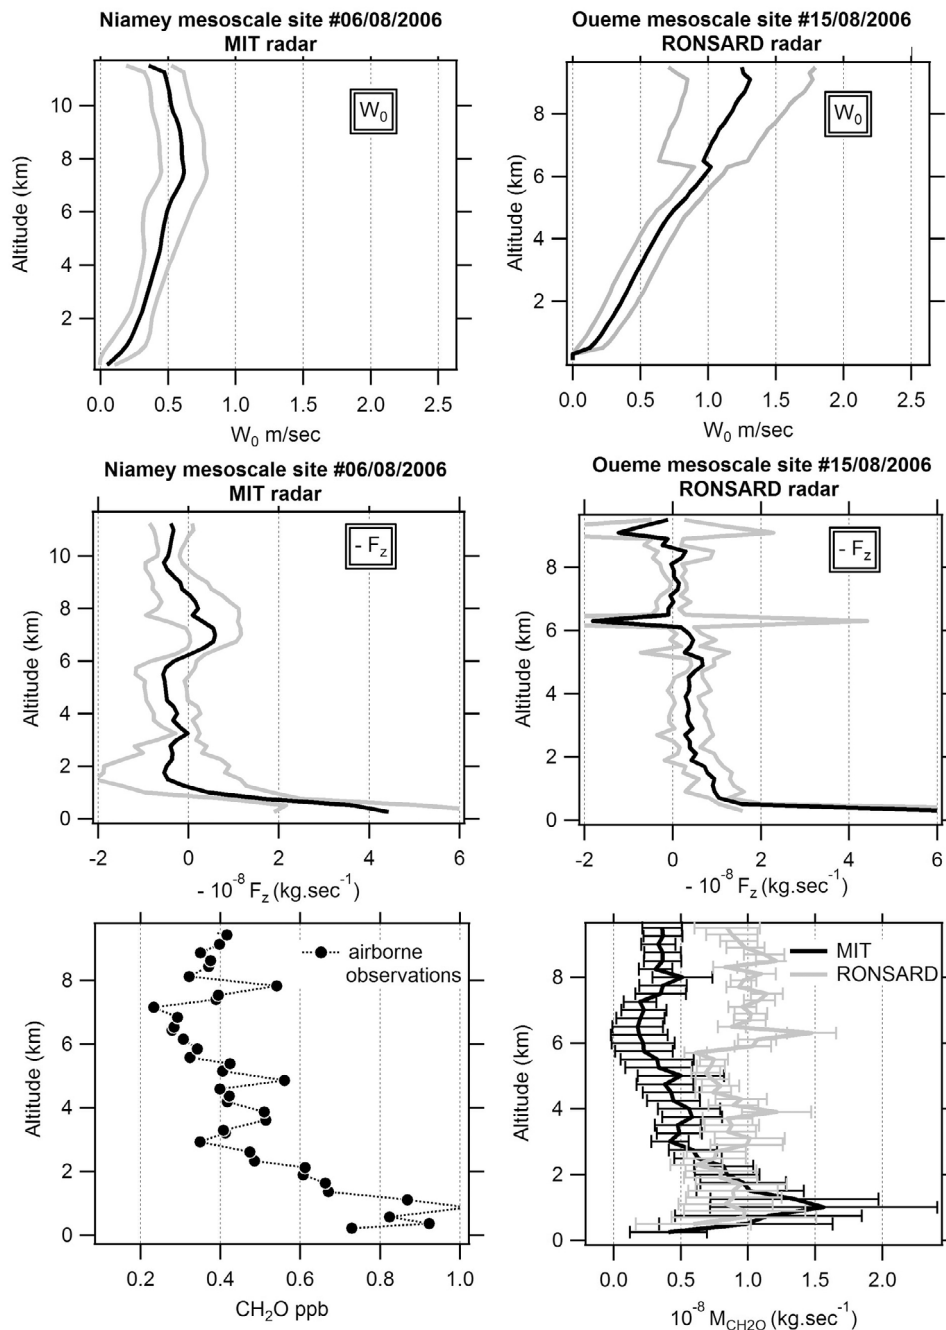 Niamey mesoscale site #06/08/2006
MIT radar
W0
Altitude (km)
10
8
6
4
2
0.0 0.5 1.0 1.5 2.0 2.5
W0 m/sec
Oueme mesoscale site #15/08/2006
RONSARD radar
W0
Altitude (km)
8
6
4
2
0.0 0.5 1.0 1.5 2.0 2.5
W0 m/sec
Niamey mesoscale site #06/08/2006
MIT radar
- Fz
Altitude (km)
10
8
6
4
2
0
-2 0 2 4 6
- 10^-8 Fz (kg.sec^-1)
Oueme mesoscale site #15/08/2006
RONSARD radar
- Fz
Altitude (km)
8
6
4
2
0
-2 0 2 4 6
- 10^-8 Fz (kg.sec^-1)
airborne
observations
Altitude (km)
8
6
4
2
0
0.2 0.4 0.6 0.8 1.0
CH2O ppb
MIT
RONSARD
Altitude (km)
8
6
4
2
0
0.0 0.5 1.0 1.5 2.0
10^-8 MCH2O (kg.sec^-1)